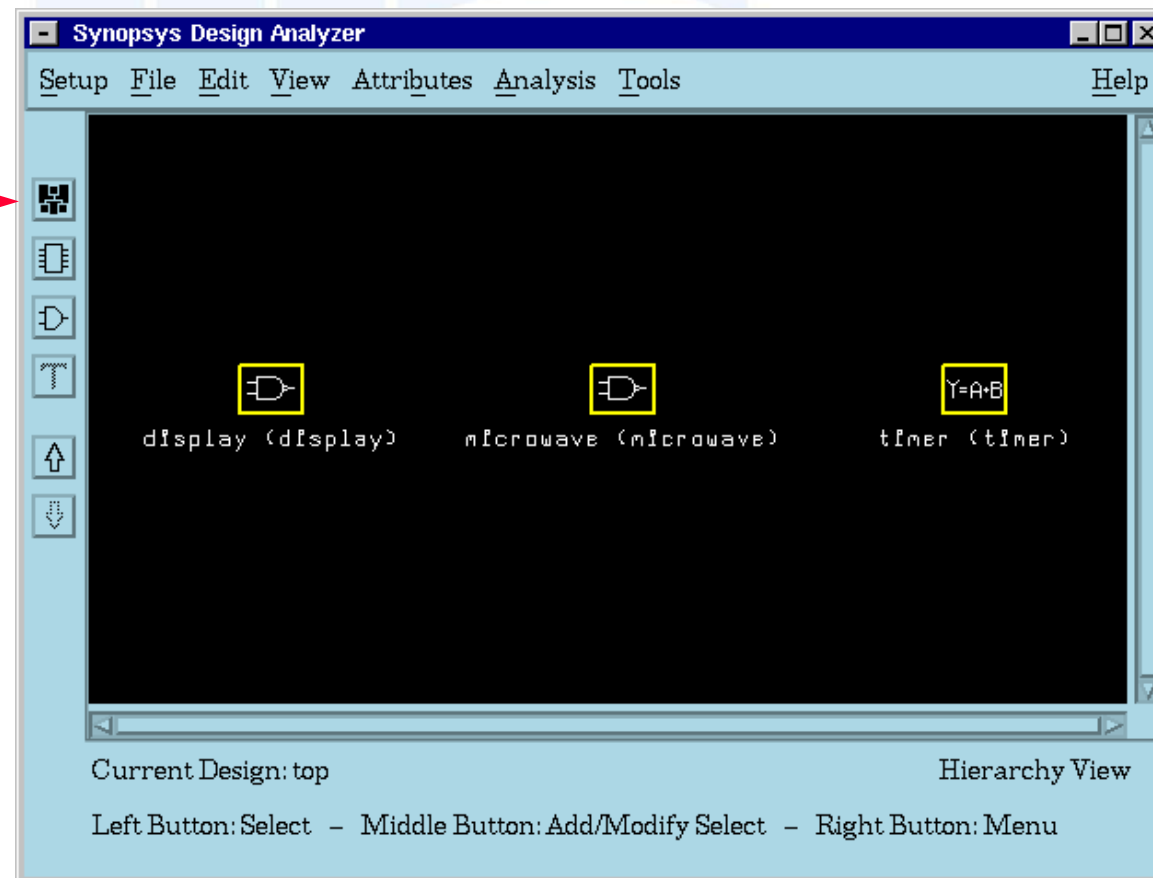 Synopsys Design Analyzer
Setup File Edit View Attributes Analysis Tools Help
Y=A+B
display (display) microwave (microwave) timer (timer)
Current Design: top Hierarchy View
Left Button: Select – Middle Button: Add/Modify Select – Right Button: Menu